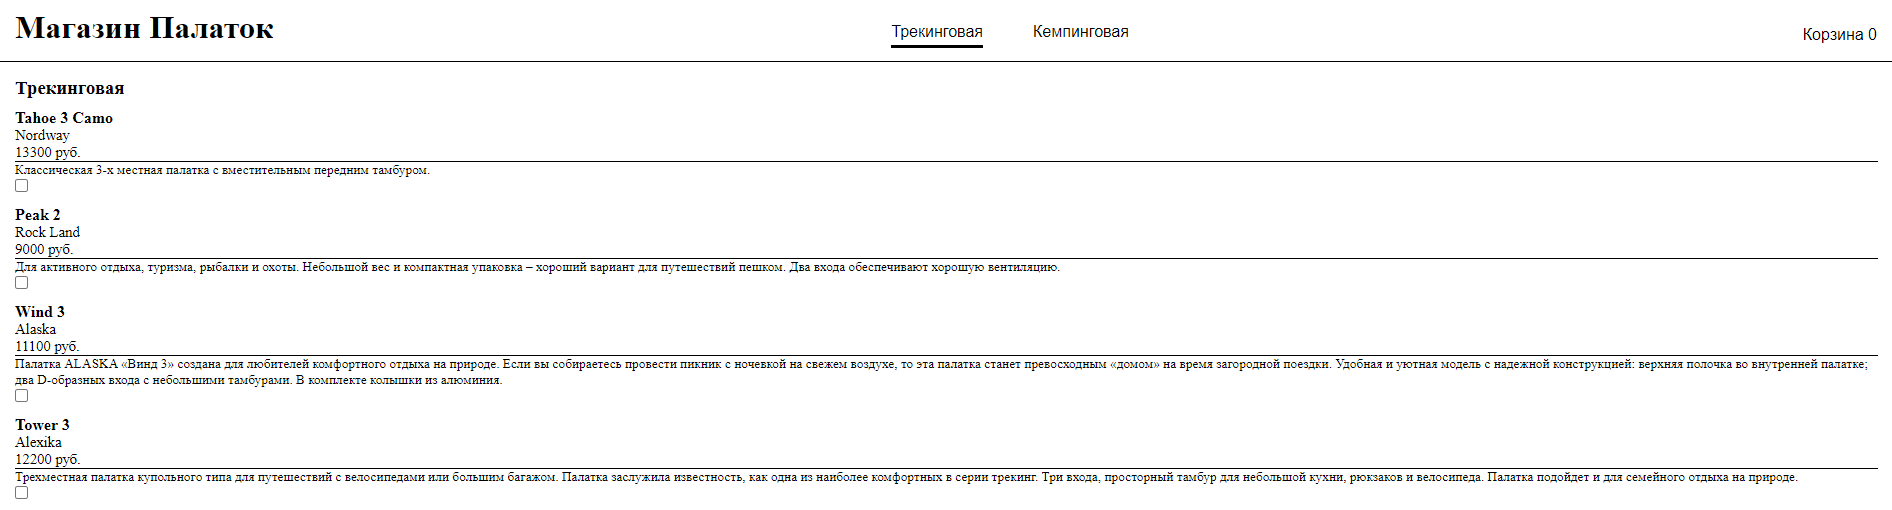 Магазин Палаток
Трекинговая
Кемпинговая
Корзина 0
Трекинговая
Tahoe 3 Camo
Nordway
13300 руб.
Классическая 3-х местная палатка с вместительным передним тамбуром.
Peak 2
Rock Land
9000 руб.
Для активного отдыха, туризма, рыбалки и охоты. Небольшой вес и компактная упаковка – хороший вариант для путешествий пешком. Два входа обеспечивают хорошую вентиляцию.
Wind 3
Alaska
11100 руб.
Палатка ALASKA «Винд 3» создана для любителей комфортного отдыха на природе. Если вы собираетесь провести пикник с ночевкой на свежем воздухе, то эта палатка станет превосходным «домом» на время загородной поездки. Удобная и уютная модель с надежной конструкцией: верхняя полочка во внутренней палатке;
два D-образных входа с небольшими тамбурами. В комплекте колышки из алюминия.
Tower 3
Alexika
12200 руб.
Трехместная палатка купольного типа для путешествий с велосипедами или большим багажом. Палатка заслужила известность, как одна из наиболее комфортных в серии трекинг. Три входа, просторный тамбур для небольшой кухни, рюкзаков и велосипеда. Палатка подойдет и для семейного отдыха на природе.